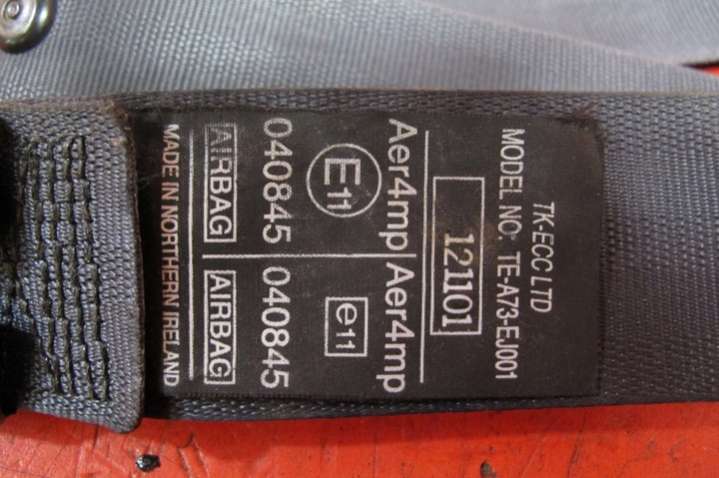 TK-ECC LTD
MODEL NO: TE-A73-EJ001
121101
Aer4mp Aer4mp
E11 e11
040845 040845
AIRBAG AIRBAG
MADE IN NORTHERN IRELAND